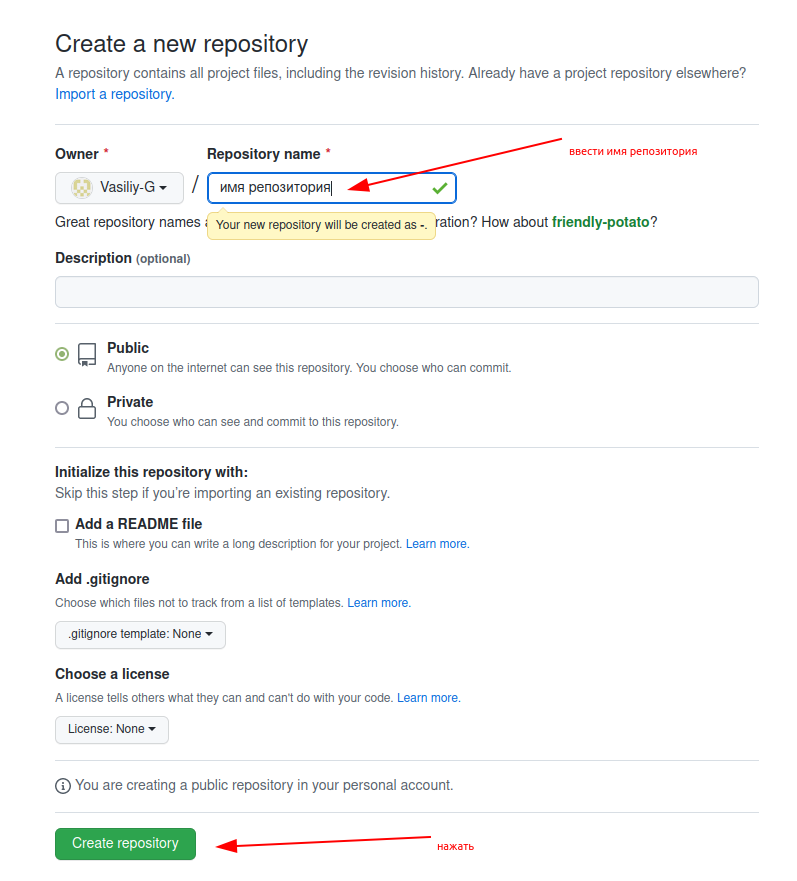 Create a new repository
A repository contains all project files, including the revision history. Already have a project repository elsewhere?
Import a repository.
Owner *
Repository name *
ввести имя репозитория
Vasiliy-G
/
имя репозитория
Great repository names
ration? How about friendly-potato?
Your new repository will be created as -.
Description (optional)
Public
Anyone on the internet can see this repository. You choose who can commit.
Private
You choose who can see and commit to this repository.
Initialize this repository with:
Skip this step if you’re importing an existing repository.
Add a README file
This is where you can write a long description for your project. Learn more.
Add .gitignore
Choose which files not to track from a list of templates. Learn more.
.gitignore template: None
Choose a license
A license tells others what they can and can't do with your code. Learn more.
License: None
You are creating a public repository in your personal account.
Create repository
нажать